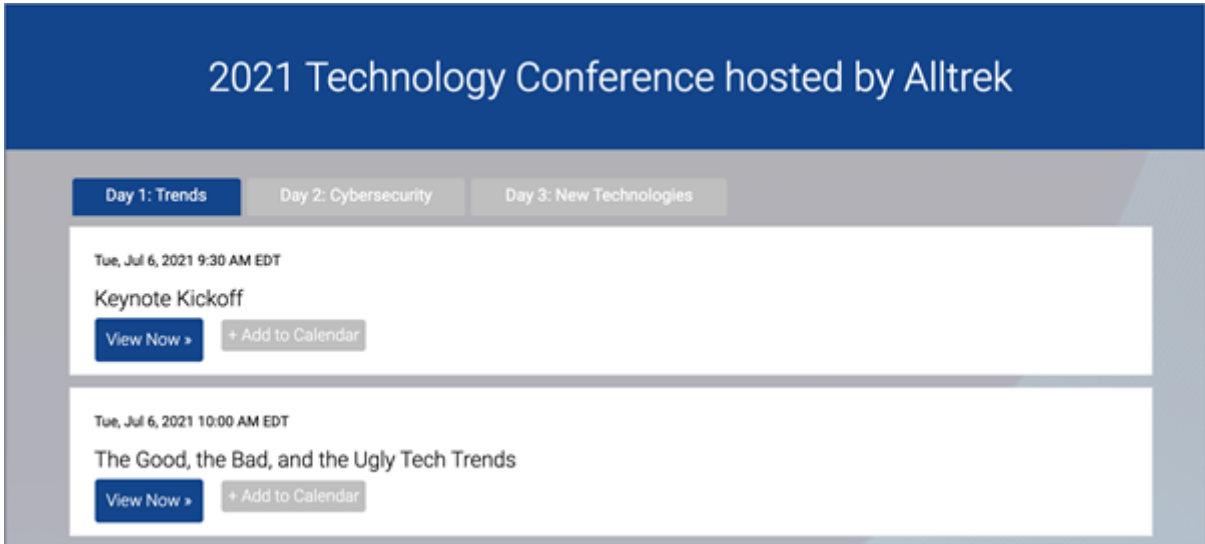 2021 Technology Conference hosted by Alltrek
Day 1: Trends Day 2: Cybersecurity Day 3: New Technologies
Tue, Jul 6, 2021 9:30 AM EDT
Keynote Kickoff
View Now » + Add to Calendar
Tue, Jul 6, 2021 10:00 AM EDT
The Good, the Bad, and the Ugly Tech Trends
View Now » + Add to Calendar